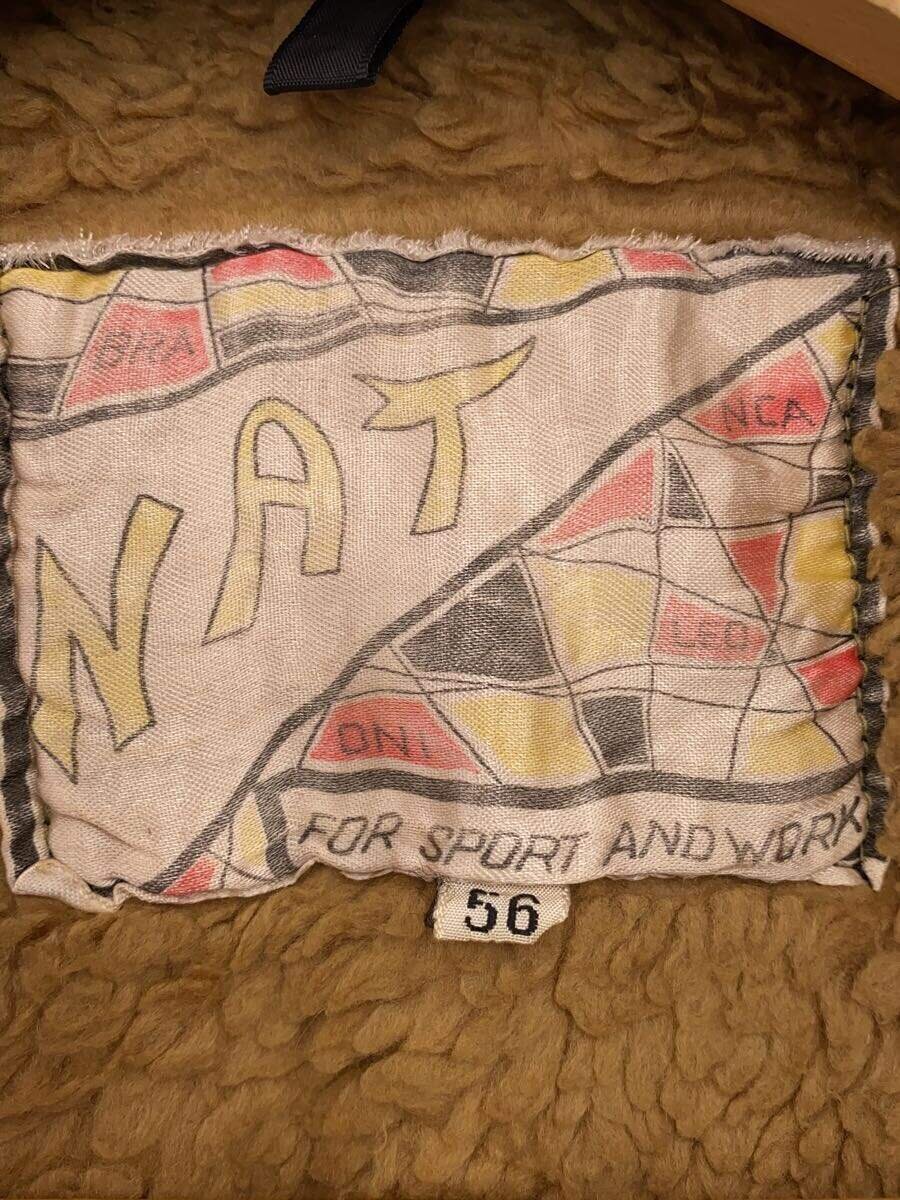 BRA
NAT
NCA
LEO
ONI
FOR SPORT AND WORK
56